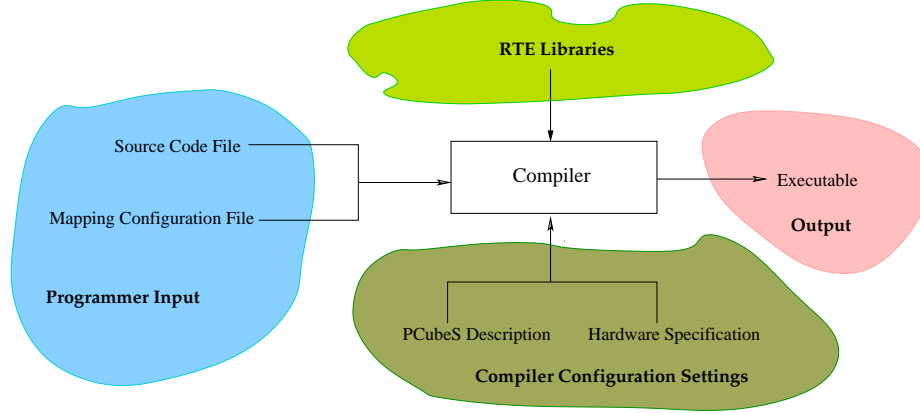 RTE Libraries
Source Code File
Compiler
Executable
Mapping Configuration File
Output
Programmer Input
PCubeS Description
Hardware Specification
Compiler Configuration Settings